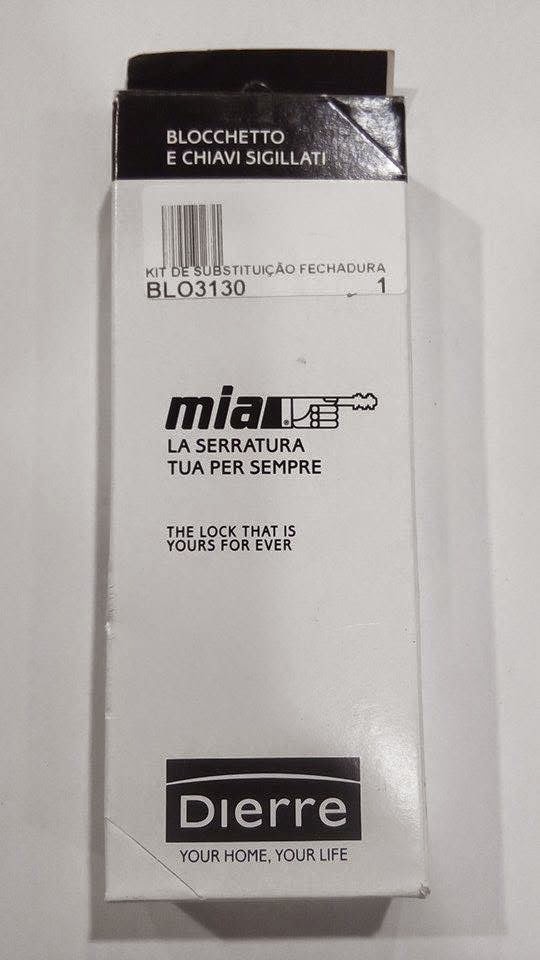 BLOCCHETTO
E CHIAVI SIGILLATI
KIT DE SUBSTITUIÇÃO FECHADURA
BLO3130 1
mia ®
LA SERRATURA
TUA PER SEMPRE
THE LOCK THAT IS
YOURS FOR EVER
Dierre
YOUR HOME, YOUR LIFE